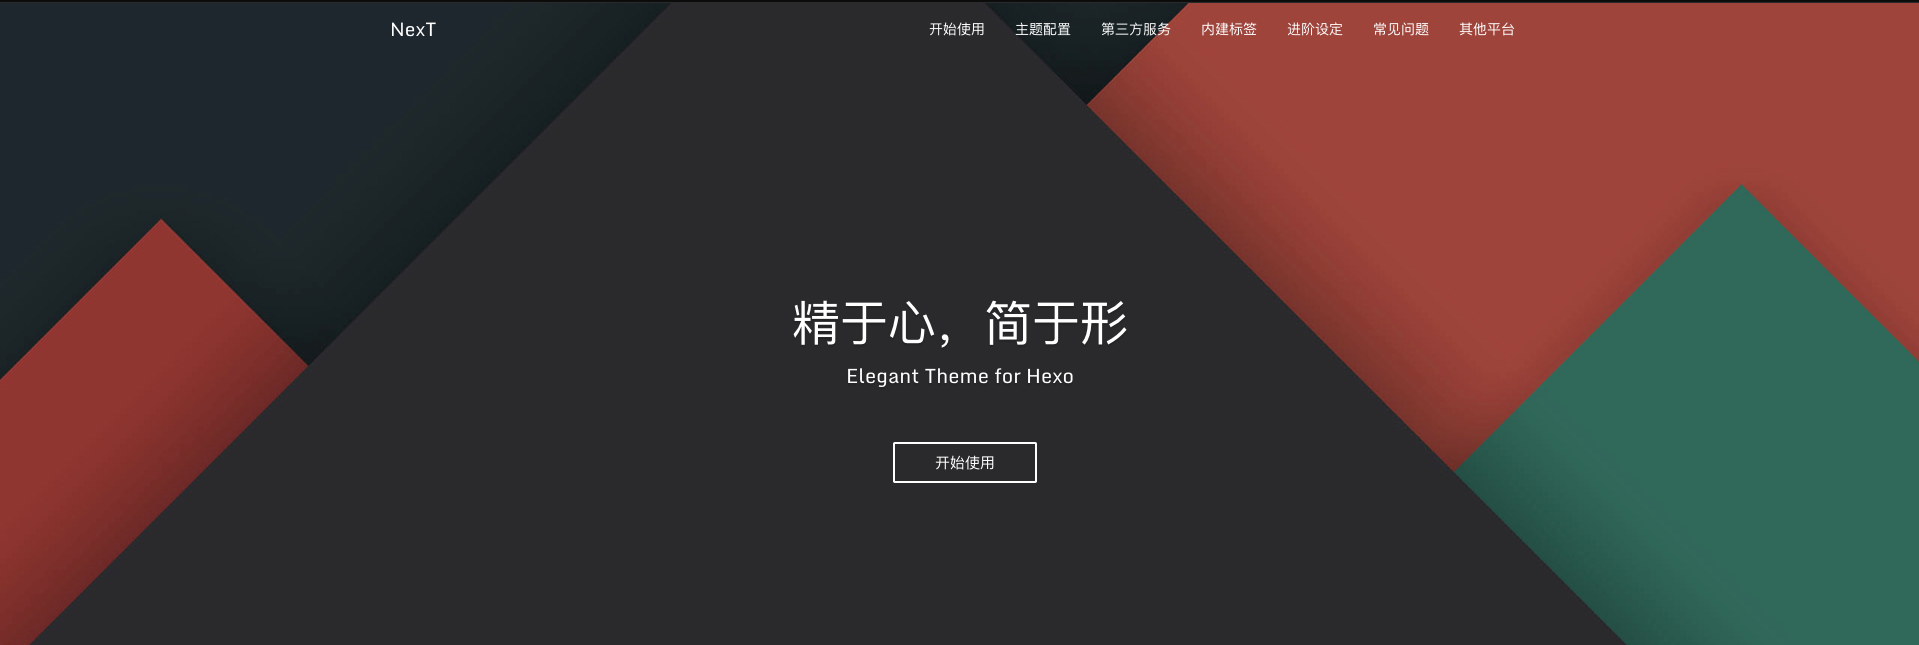 NexT 开始使用 主题配置 第三方服务 内建标签 进阶设定 常见问题 其他平台
精于心，简于形
Elegant Theme for Hexo
开始使用